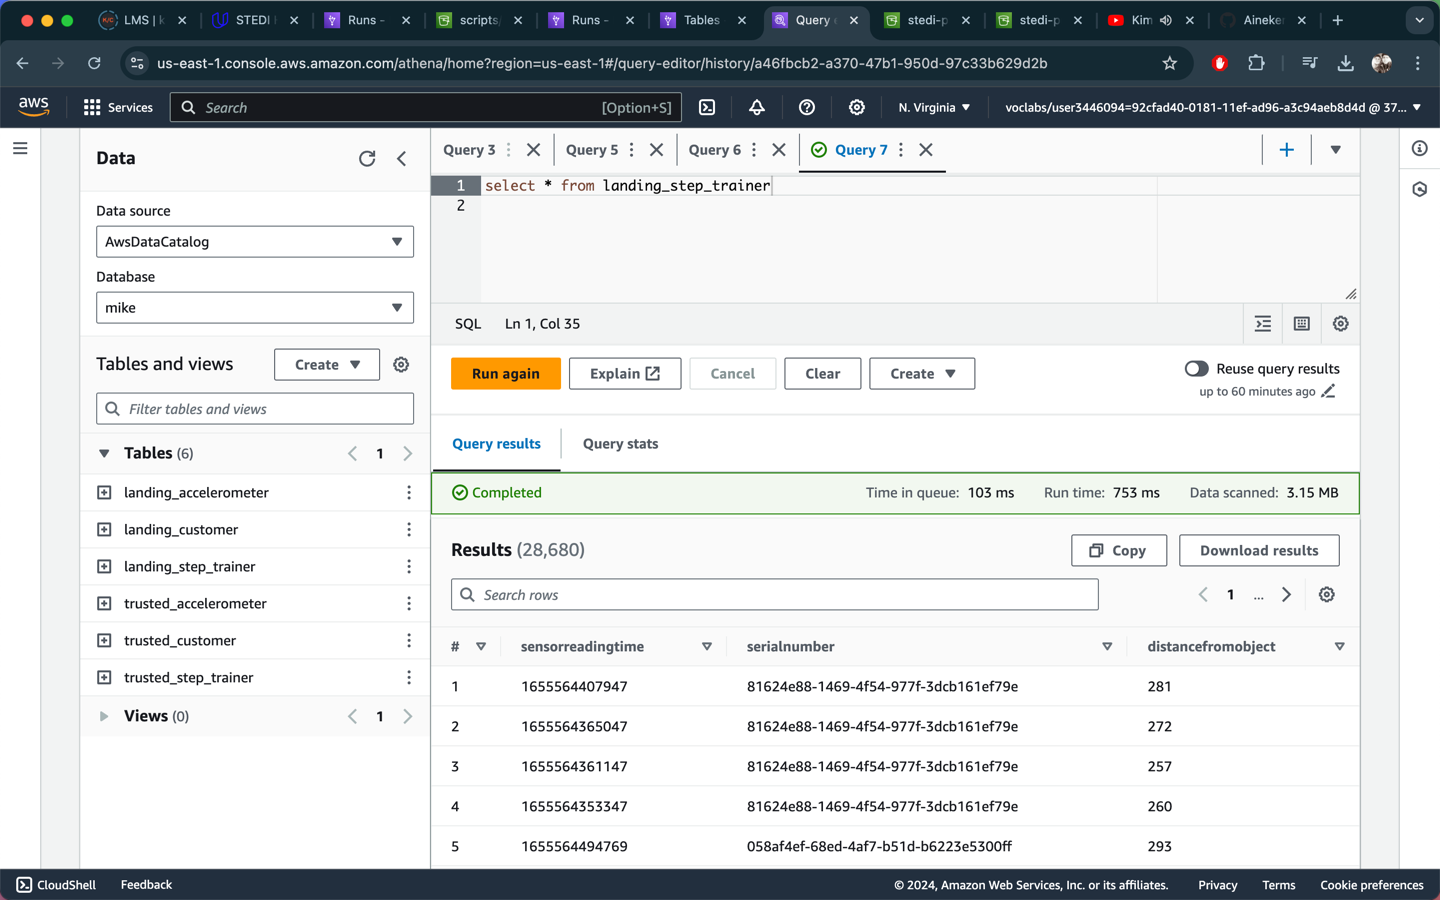 LMS | k
STEDI
Runs -
scripts/
Runs -
Tables
Query
stedi-p
stedi-p
Kim
Aineke
us-east-1.console.aws.amazon.com/athena/home?region=us-east-1#/query-editor/history/a46fbcb2-a370-47b1-950d-97c33b629d2b
aws
Services
Search
[Option+S]
N. Virginia
voclabs/user3446094=92cfad40-0181-11ef-ad96-a3c94aeb8d4d @ 37...
Data
Query 3
Query 5
Query 6
Query 7
1 select * from landing_step_trainer
2
Data source
AwsDataCatalog
Database
mike
SQL Ln 1, Col 35
Tables and views
Create
Run again
Explain
Cancel
Clear
Create
Reuse query results
up to 60 minutes ago
Filter tables and views
Query results
Query stats
Tables (6)
1
landing_accelerometer
landing_customer
landing_step_trainer
trusted_accelerometer
trusted_customer
trusted_step_trainer
Views (0)
1
Completed
Time in queue: 103 ms
Run time: 753 ms
Data scanned: 3.15 MB
Results (28,680)
Copy
Download results
Search rows
1 ...
# sensorreadingtime serialnumber distancefromobject
1 1655564407947 81624e88-1469-4f54-977f-3dcb161ef79e 281
2 1655564365047 81624e88-1469-4f54-977f-3dcb161ef79e 272
3 1655564361147 81624e88-1469-4f54-977f-3dcb161ef79e 257
4 1655564353347 81624e88-1469-4f54-977f-3dcb161ef79e 260
5 1655564494769 058af4ef-68ed-4af7-b51d-b6223e5300ff 293
CloudShell
Feedback
© 2024, Amazon Web Services, Inc. or its affiliates.
Privacy
Terms
Cookie preferences